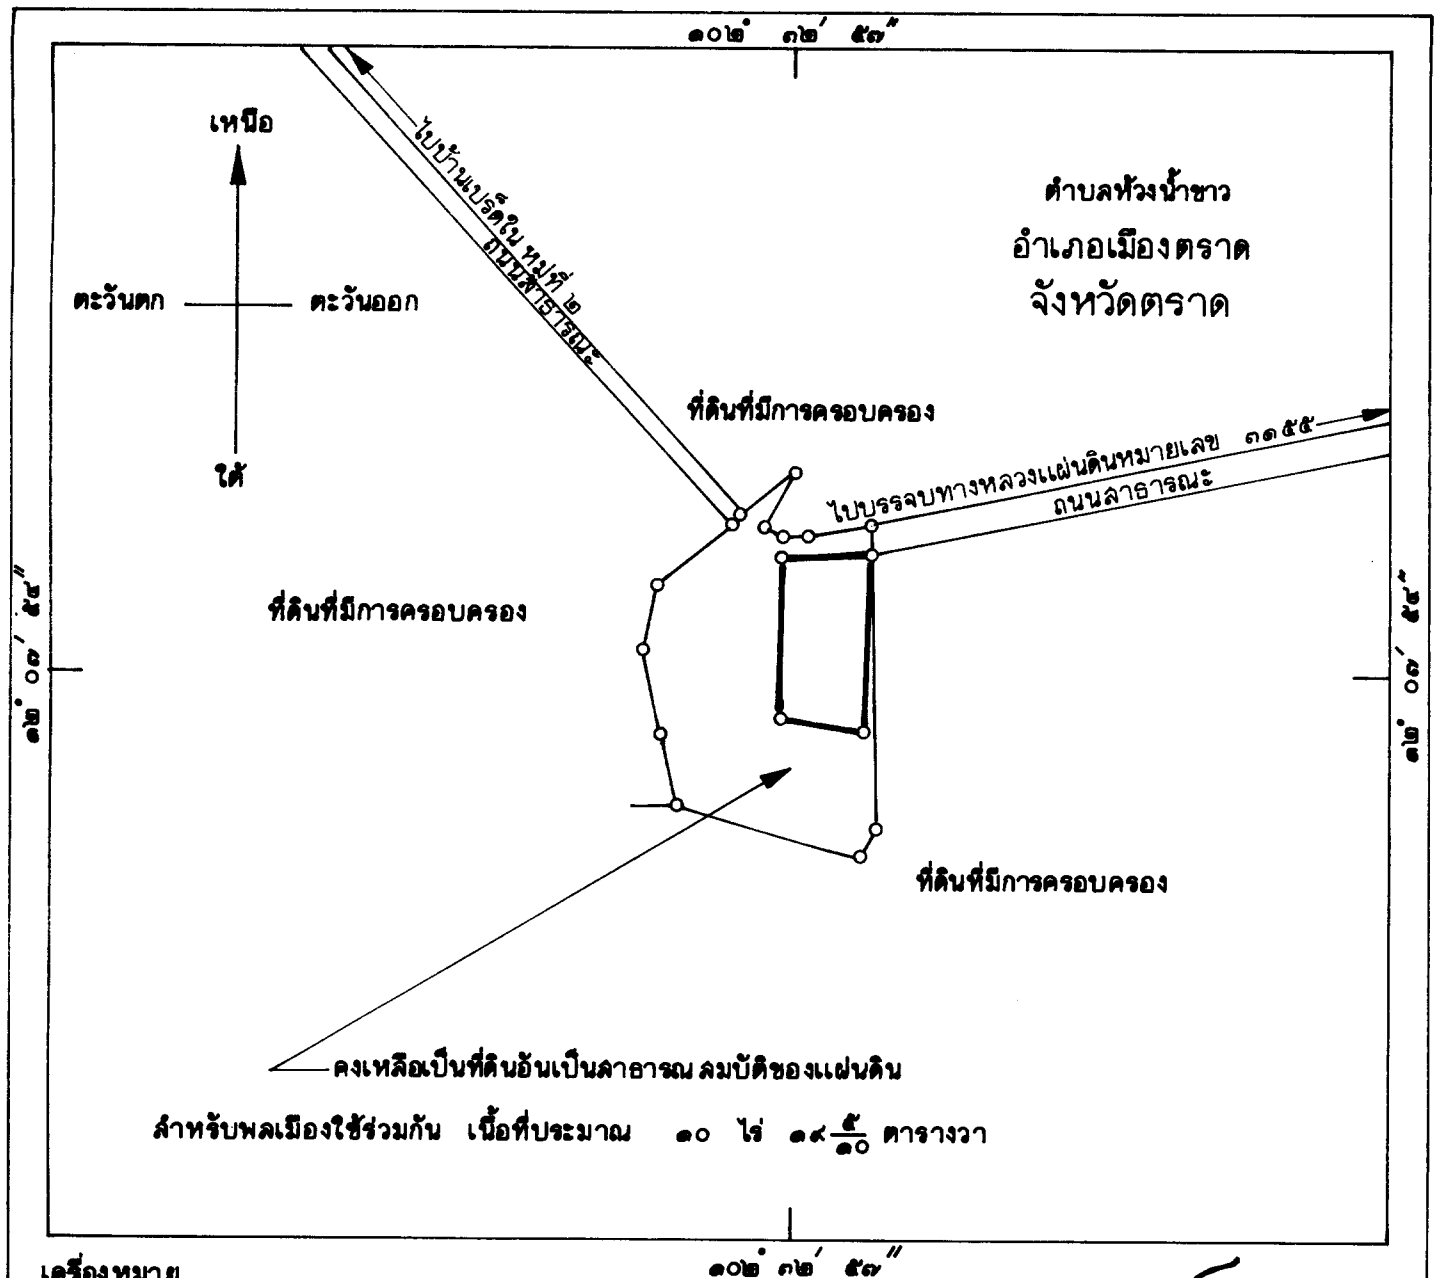 ๑๐๒° ๓๒′ ๕๗″
เหนือ
ตะวันตก
ตะวันออก
ใต้
ไปบ้านเปร็ดใน หมู่ที่ ๒
ถนนสาธารณะ
ตำบลห้วงน้ำขาว
อำเภอเมืองตราด
จังหวัดตราด
ที่ดินที่มีการครอบครอง
ไปบรรจบทางหลวงแผ่นดินหมายเลข ๓๑๕๕
ถนนสาธารณะ
ที่ดินที่มีการครอบครอง
๑๒° ๐๗′ ๕๔″
๑๒° ๐๗′ ๕๔″
ที่ดินที่มีการครอบครอง
คงเหลือเป็นที่ดินอันเป็นสาธารณสมบัติของแผ่นดิน
สำหรับพลเมืองใช้ร่วมกัน เนื้อที่ประมาณ ๑๐ ไร่ ๑๙ ๕/๑๐ ตารางวา
๑๐๒° ๓๒′ ๕๗″
เครื่องหมาย